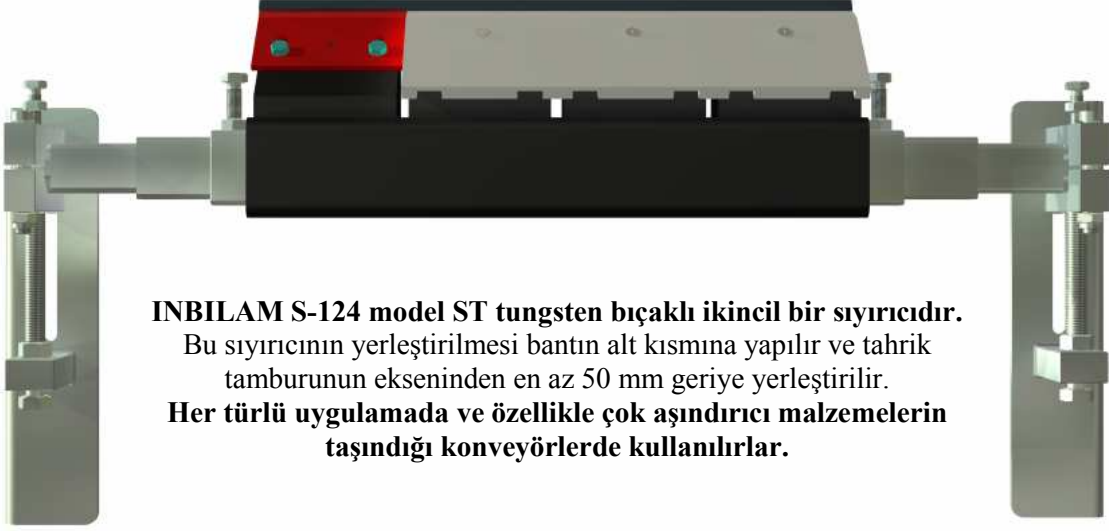 INBILAM S-124 model ST tungsten bıçaklı ikincil bir sıyırıcıdır.
Bu sıyırıcının yerleştirilmesi bantın alt kısmına yapılır ve tahrik
tamburunun ekseninden en az 50 mm geriye yerleştirilir.
Her türlü uygulamada ve özellikle çok aşındırıcı malzemelerin
taşındığı konveyörlerde kullanılırlar.